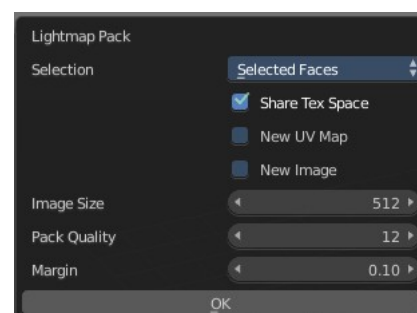 Lightmap Pack
Selection Selected Faces
Share Tex Space
New UV Map
New Image
Image Size 512
Pack Quality 12
Margin 0.10
OK